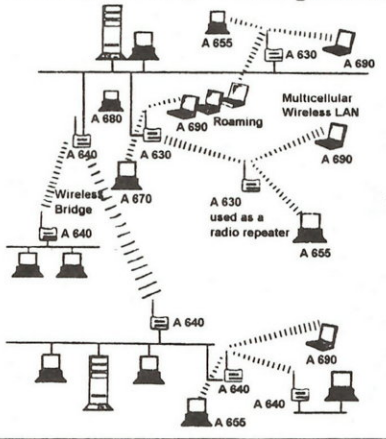 A 655
A 630
A 690
A 680
A 690
Roaming
Multicellular
Wireless LAN
A 640
A 630
A 690
A 670
Wireless
Bridge
A 630
used as a
radio repeater
A 640
A 655
A 640
A 690
A 640
A 640
A 655